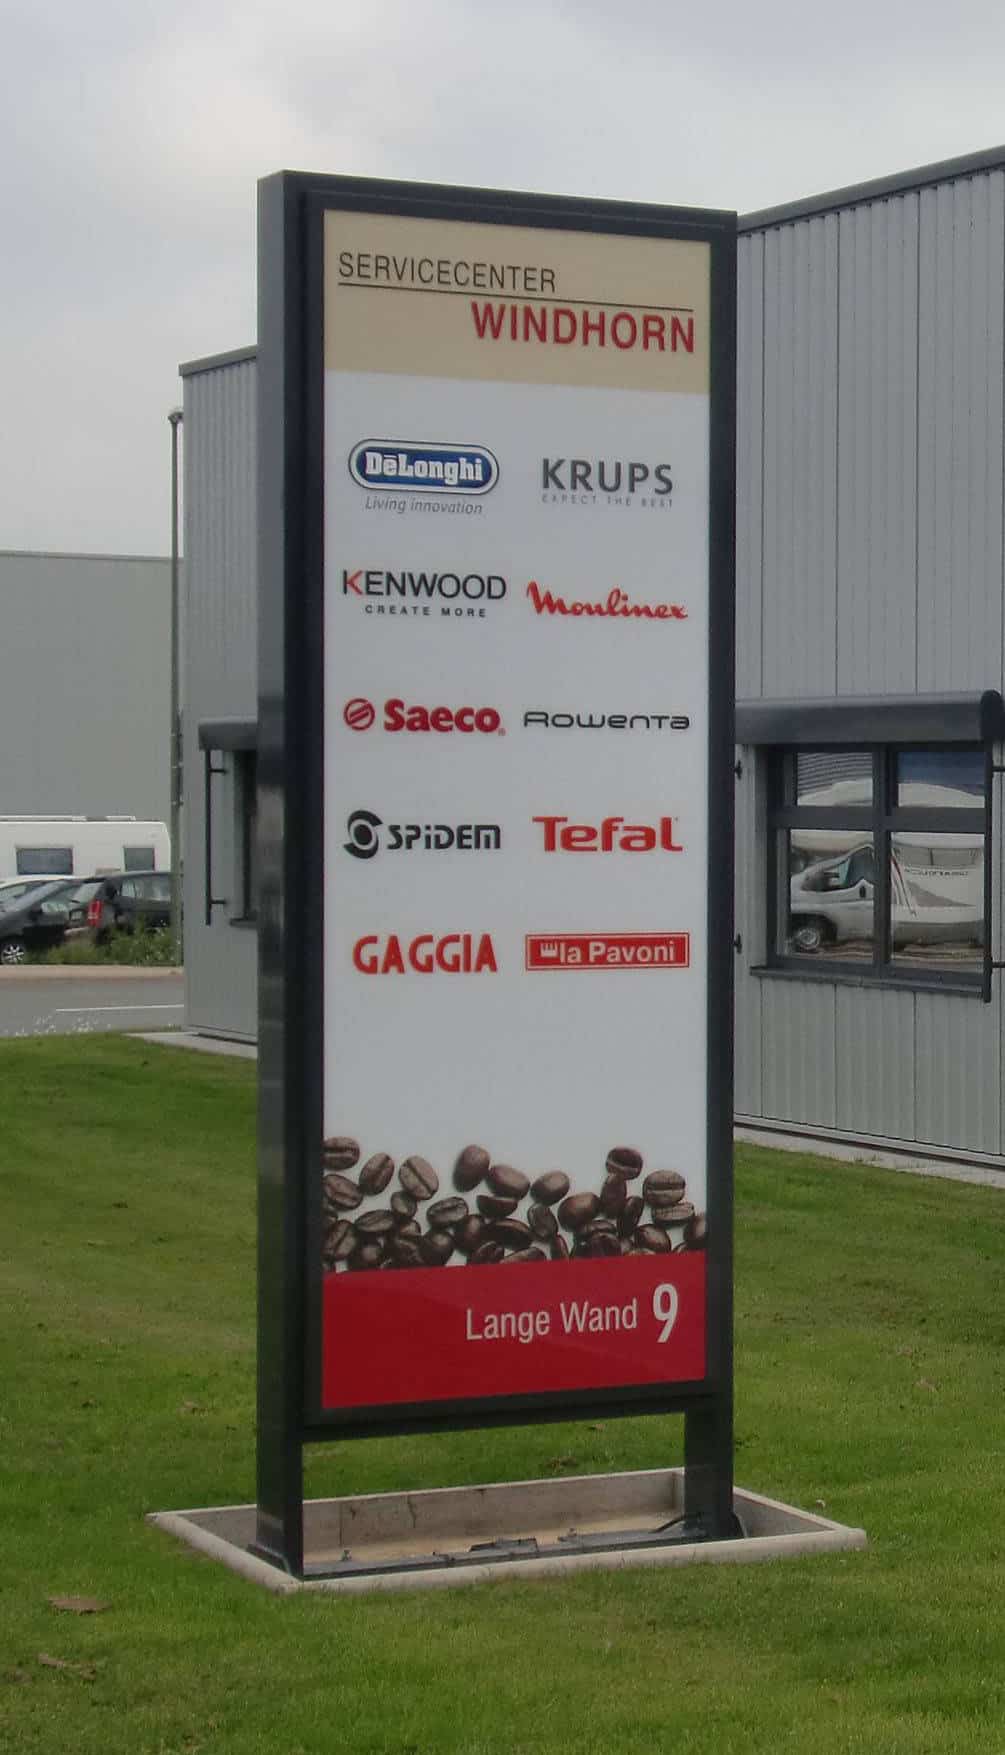 SERVICECENTER
WINDHORN
DēLonghi
Living innovation
KRUPS
EXPECT THE BEST
KENWOOD
CREATE MORE
Moulinex
Saeco®
ROWENTA
SPiDEM
Tefal
GAGGIA
la Pavoni
Lange Wand 9